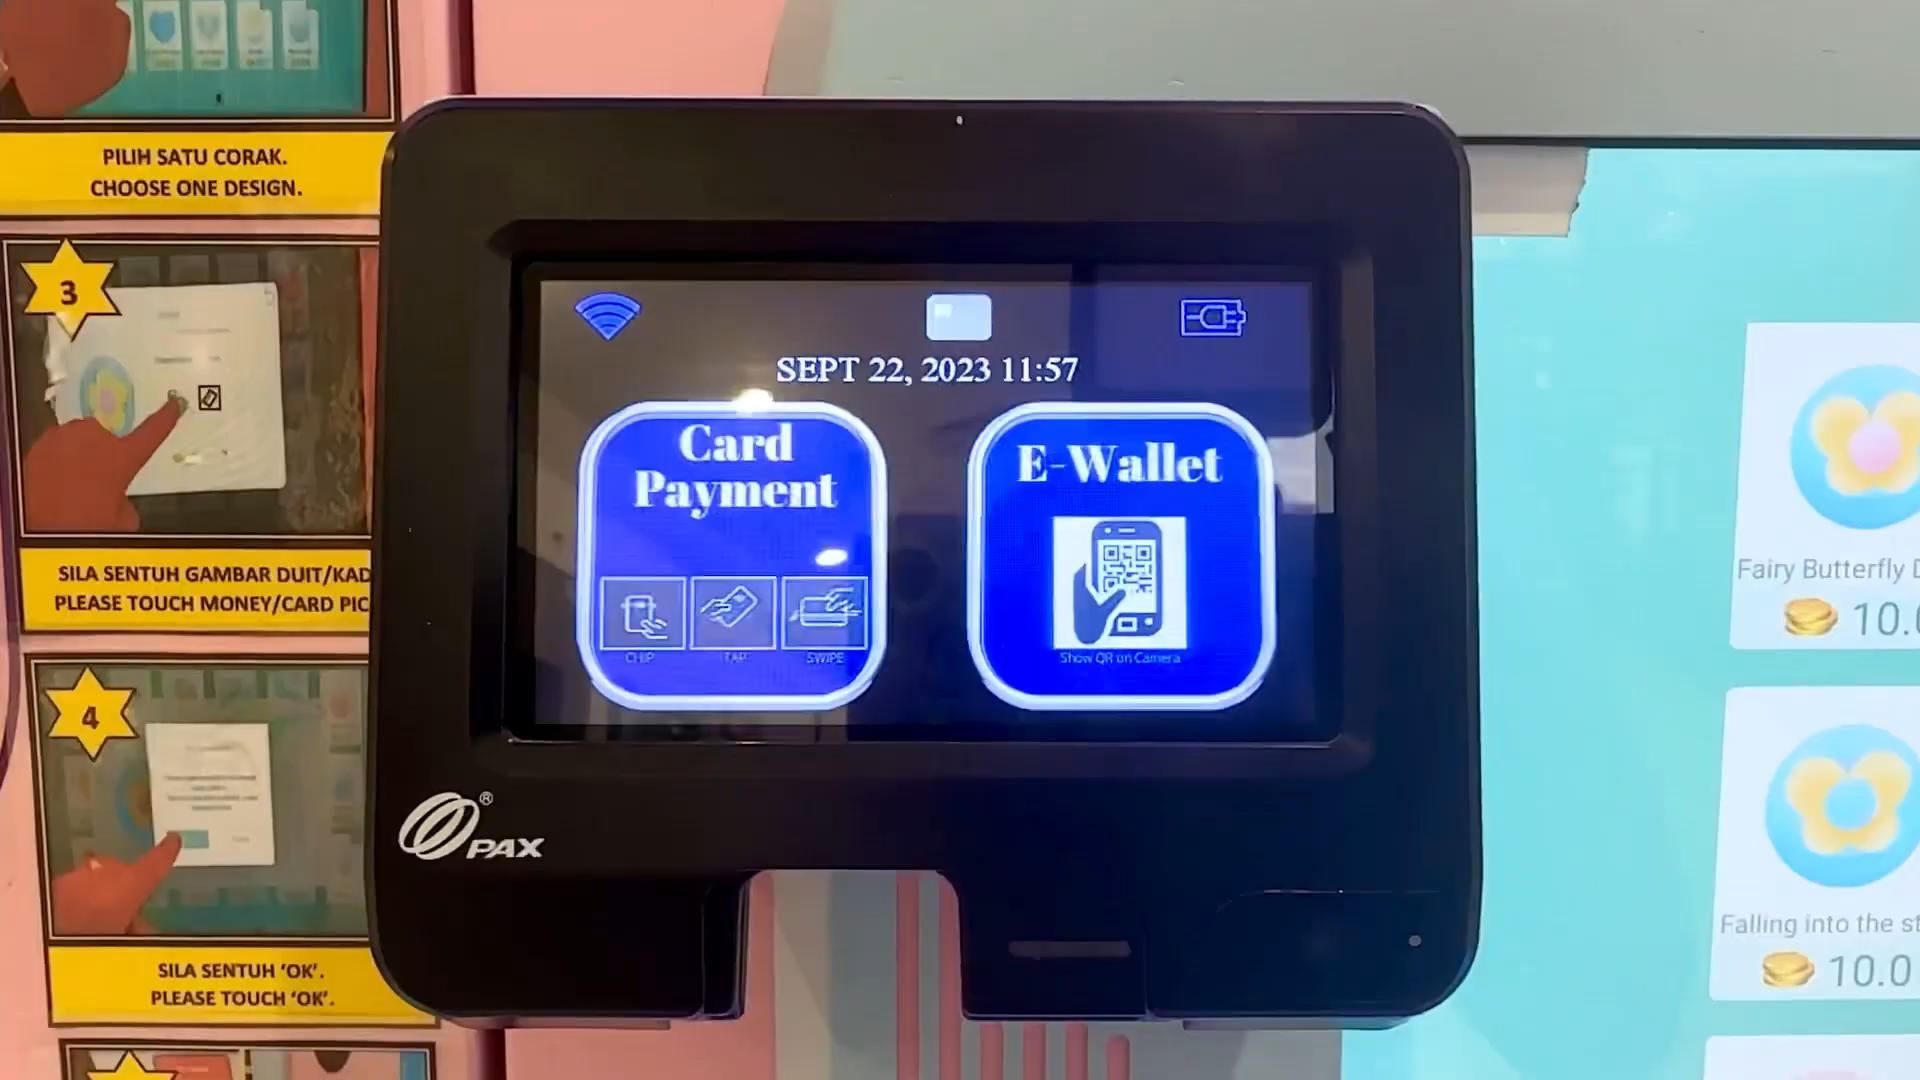 PILIH SATU CORAK.
CHOOSE ONE DESIGN.
3
SILA SENTUH GAMBAR DUIT/KAD
PLEASE TOUCH MONEY/CARD PIC
4
SILA SENTUH 'OK'.
PLEASE TOUCH 'OK'.
SEPT 22, 2023 11:57
Card
Payment
CHIP
TAP
SWIPE
E-Wallet
Show QR on Camera
PAX
Fairy Butterfly
10.0
Falling into the
10.0